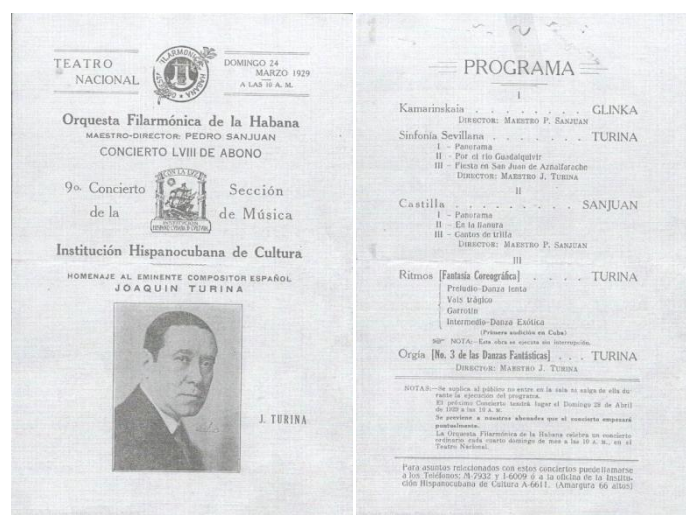 TEATRO
NACIONAL
DOMINGO 24
MARZO 1929
A LAS 10 A. M.
Orquesta Filarmónica de la Habana
MAESTRO-DIRECTOR: PEDRO SANJUAN
CONCIERTO LVIII DE ABONO
9o. Concierto
de la
Sección
de Música
Institución Hispanocubana de Cultura
HOMENAJE AL EMINENTE COMPOSITOR ESPAÑOL
JOAQUIN TURINA
J. TURINA
PROGRAMA
I
Kamarinskaia . . . . . . . . GLINKA
DIRECTOR: MAESTRO P. SANJUAN
Sinfonía Sevillana . . . . . . . TURINA
I - Panorama
II - Por el río Guadalquivir
III - Fiesta en San Juan de Aznalfarache
DIRECTOR: MAESTRO J. TURINA
II
Castilla . . . . . . . . . SANJUAN
I - Panorama
II - En la llanura
III - Cantos de trilla
DIRECTOR: MAESTRO P. SANJUAN
III
Ritmos [Fantasía Coreográfica] . . . . TURINA
Preludio-Danza lenta
Vals trágico
Garrotín
Intermedio-Danza Exótica
(Primera audición en Cuba)
NOTA:—Esta obra se ejecuta sin interrupción.
Orgía [No. 3 de las Danzas Fantásticas] . . . TURINA
DIRECTOR: MAESTRO J. TURINA
NOTAS:—Se suplica al público no entre en la sala ni salga de ella du-
rante la ejecución del programa.
El próximo Concierto tendrá lugar el Domingo 28 de Abril
de 1929 a las 10 a. m.
Se previene a nuestros abonados que el concierto empezará
puntualmente.
La Orquesta Filarmónica de la Habana celebra un concierto
ordinario cada cuarto domingo de mes a las 10 a. m., en el
Teatro Nacional.
Para asuntos relacionados con estos conciertos puede llamarse
a los Teléfonos: M-7932 y I-6009 ó a la oficina de la Institu-
ción Hispanocubana de Cultura A-6611. (Amargura 66 altos)